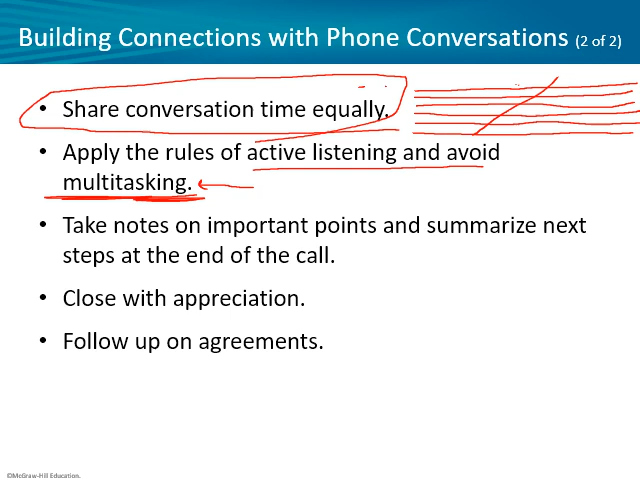 Building Connections with Phone Conversations (2 of 2)
• Share conversation time equally.
• Apply the rules of active listening and avoid
multitasking.
• Take notes on important points and summarize next
steps at the end of the call.
• Close with appreciation.
• Follow up on agreements.
©McGraw-Hill Education.